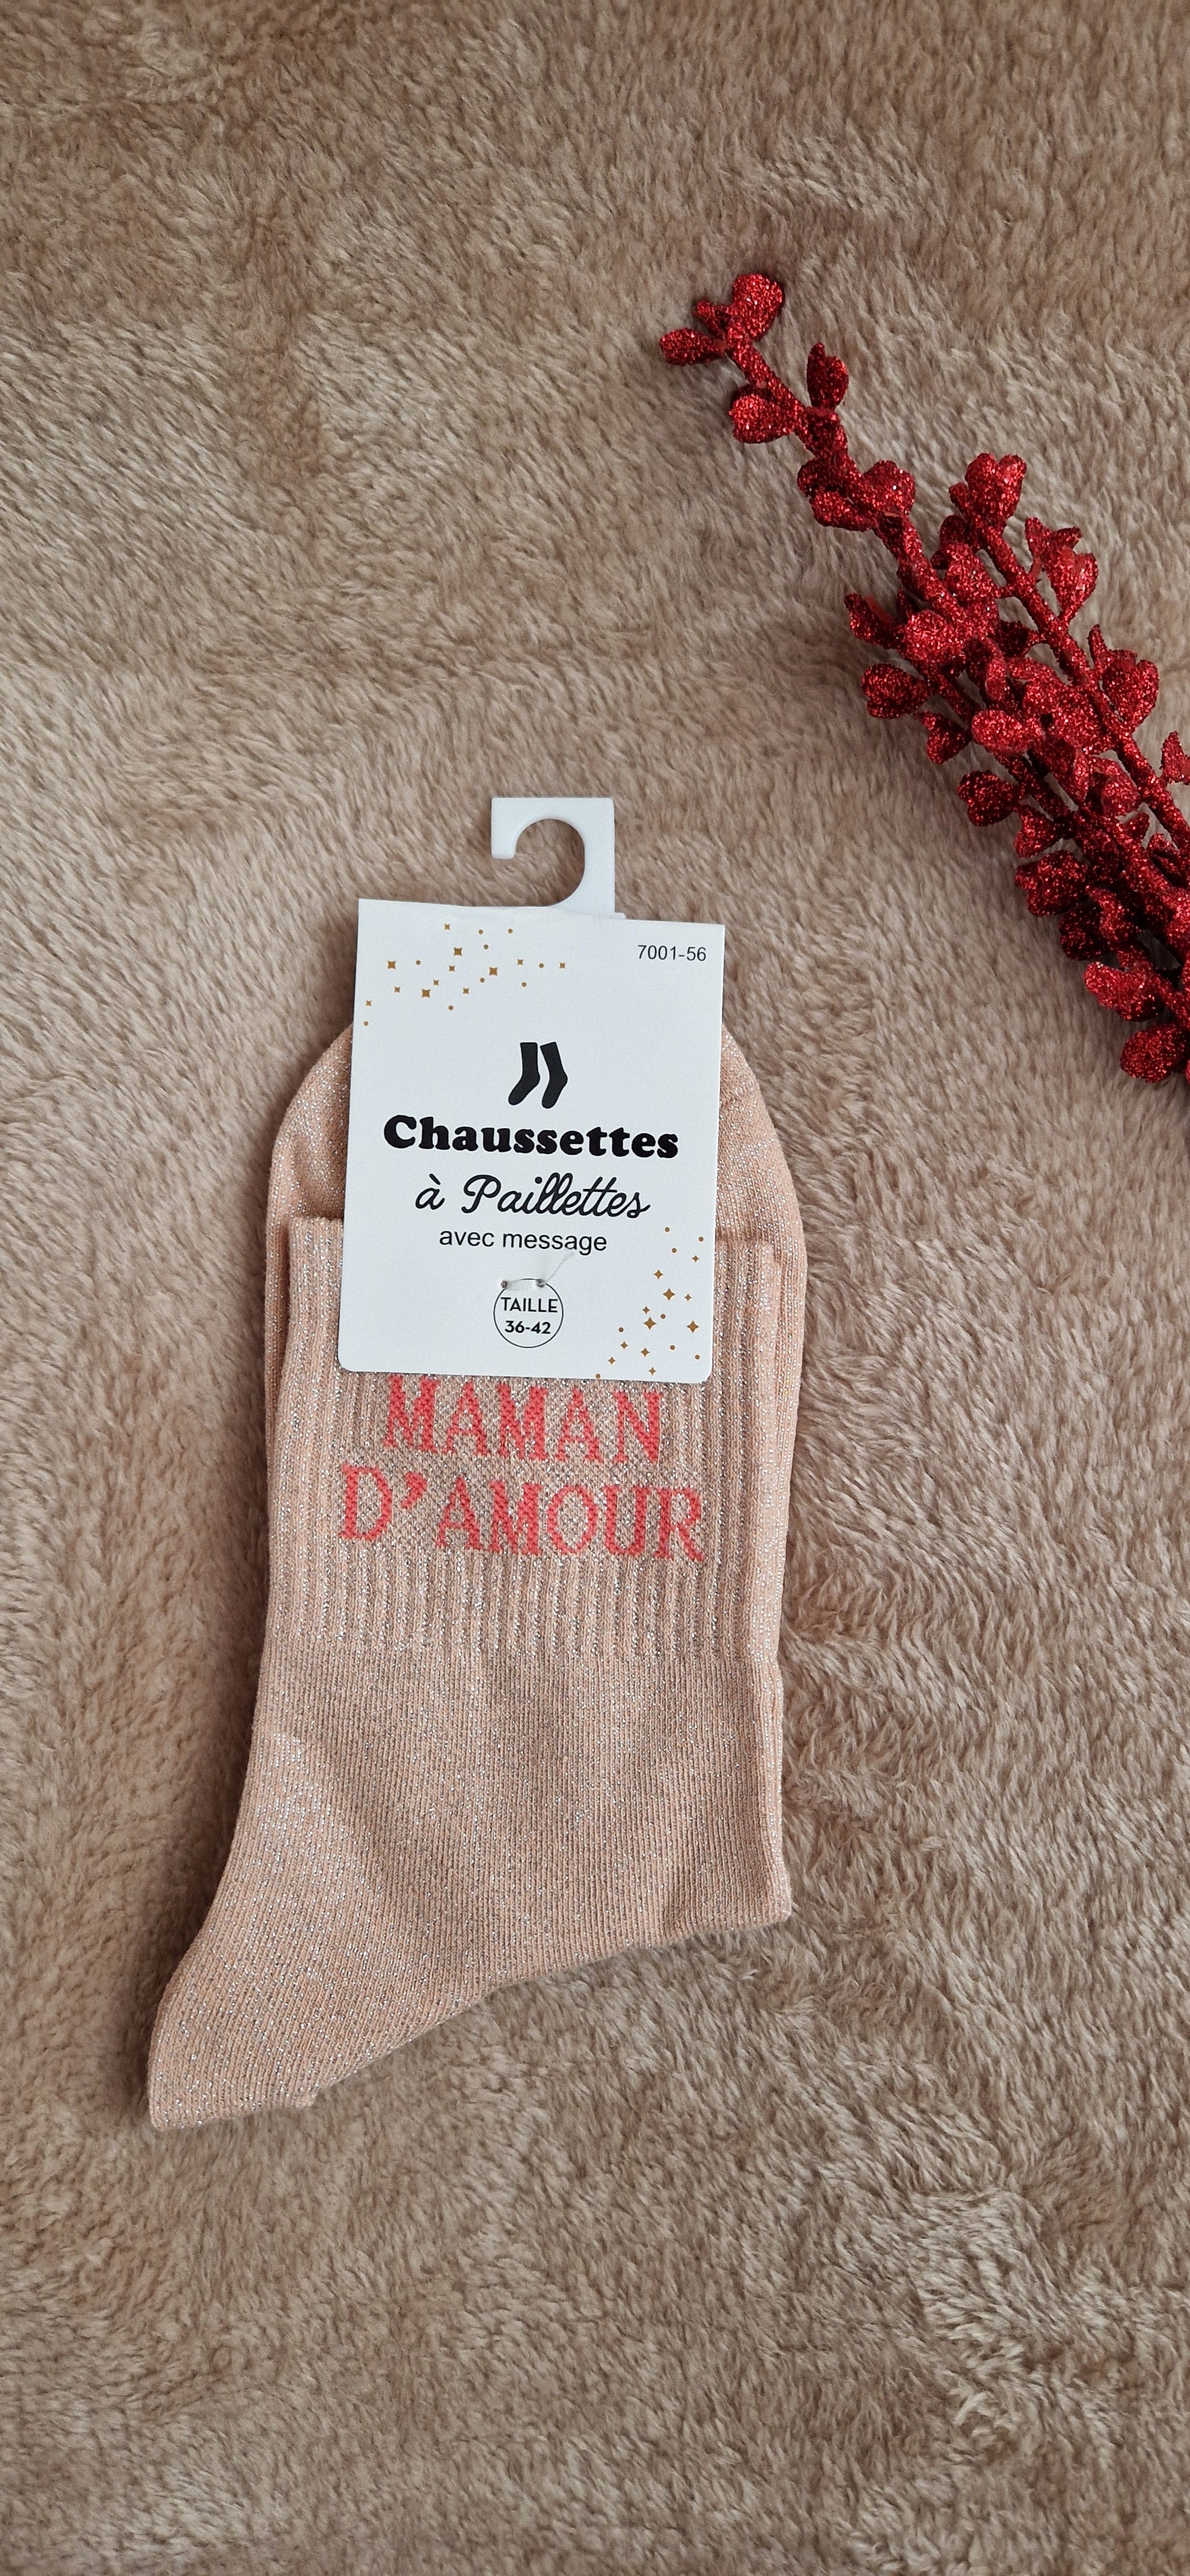 7001-56
Chaussettes
à Paillettes
avec message
TAILLE
36-42
MAMAN
D'AMOUR